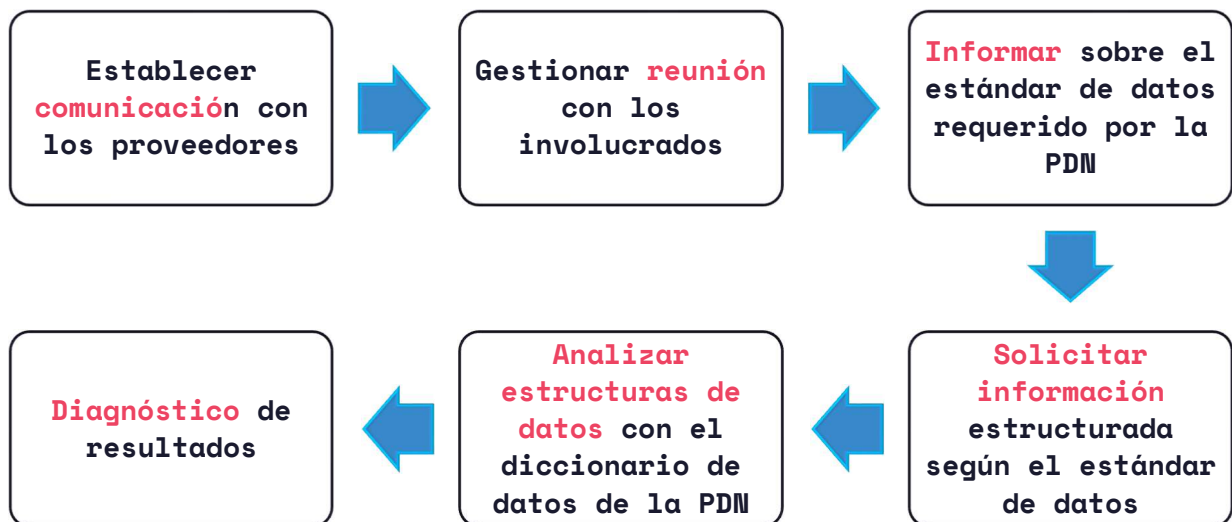 Establecer
comunicación con
los proveedores
Gestionar reunión
con los
involucrados
Informar sobre el
estándar de datos
requerido por la
PDN
Solicitar
información
estructurada
según el estándar
de datos
Analizar
estructuras de
datos con el
diccionario de
datos de la PDN
Diagnóstico de
resultados